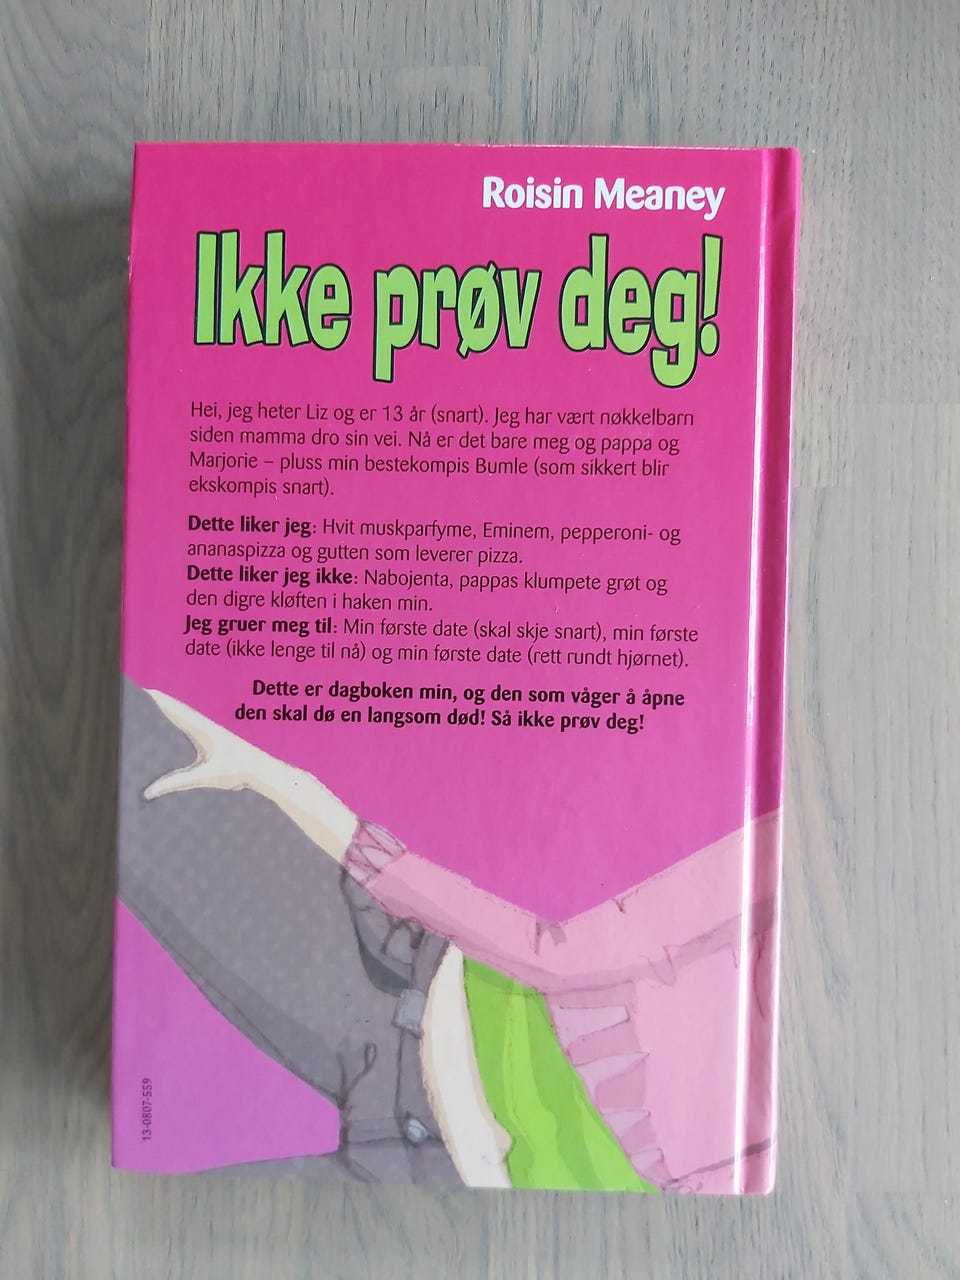 Roisin Meaney
Ikke prøv deg!
Hei, jeg heter Liz og er 13 år (snart). Jeg har vært nøkkelbarn
siden mamma dro sin vei. Nå er det bare meg og pappa og
Marjorie – pluss min bestekompis Bumle (som sikkert blir
ekskompis snart).
Dette liker jeg: Hvit muskparfyme, Eminem, pepperoni- og
ananaspizza og gutten som leverer pizza.
Dette liker jeg ikke: Nabojenta, pappas klumpete grøt og
den digre kløften i haken min.
Jeg gruer meg til: Min første date (skal skje snart), min første
date (ikke lenge til nå) og min første date (rett rundt hjørnet).
Dette er dagboken min, og den som våger å åpne
den skal dø en langsom død! Så ikke prøv deg!
13-0807-559